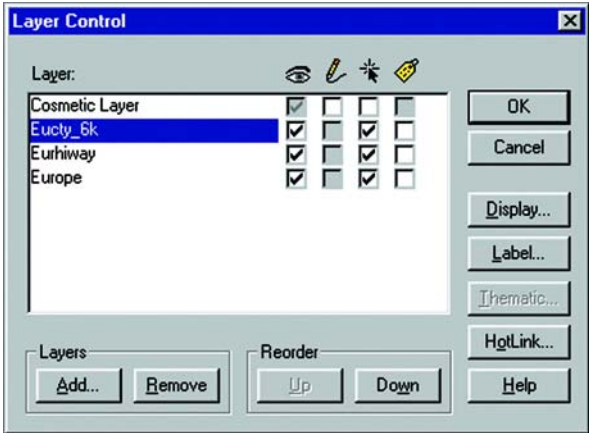 Layer Control
Layer:
Cosmetic Layer
Eucty_6k
Eurhiway
Europe
OK
Cancel
Display...
Label...
Thematic...
HotLink...
Help
Layers
Add...
Remove
Reorder
Up
Down